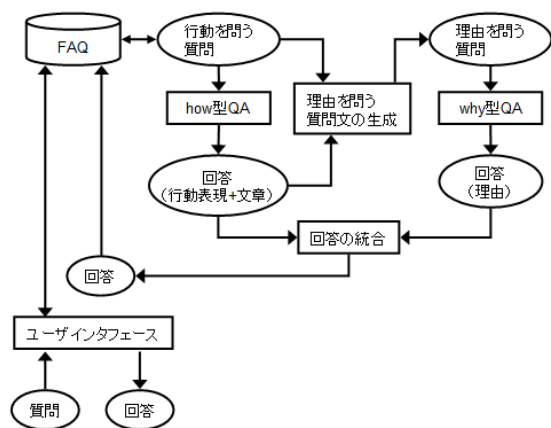 FAQ
行動を問う
質問
理由を問う
質問
how型QA
理由を問う
質問文の生成
why型QA
回答
(行動表現+文章)
回答
(理由)
回答の統合
回答
ユーザインタフェース
質問
回答